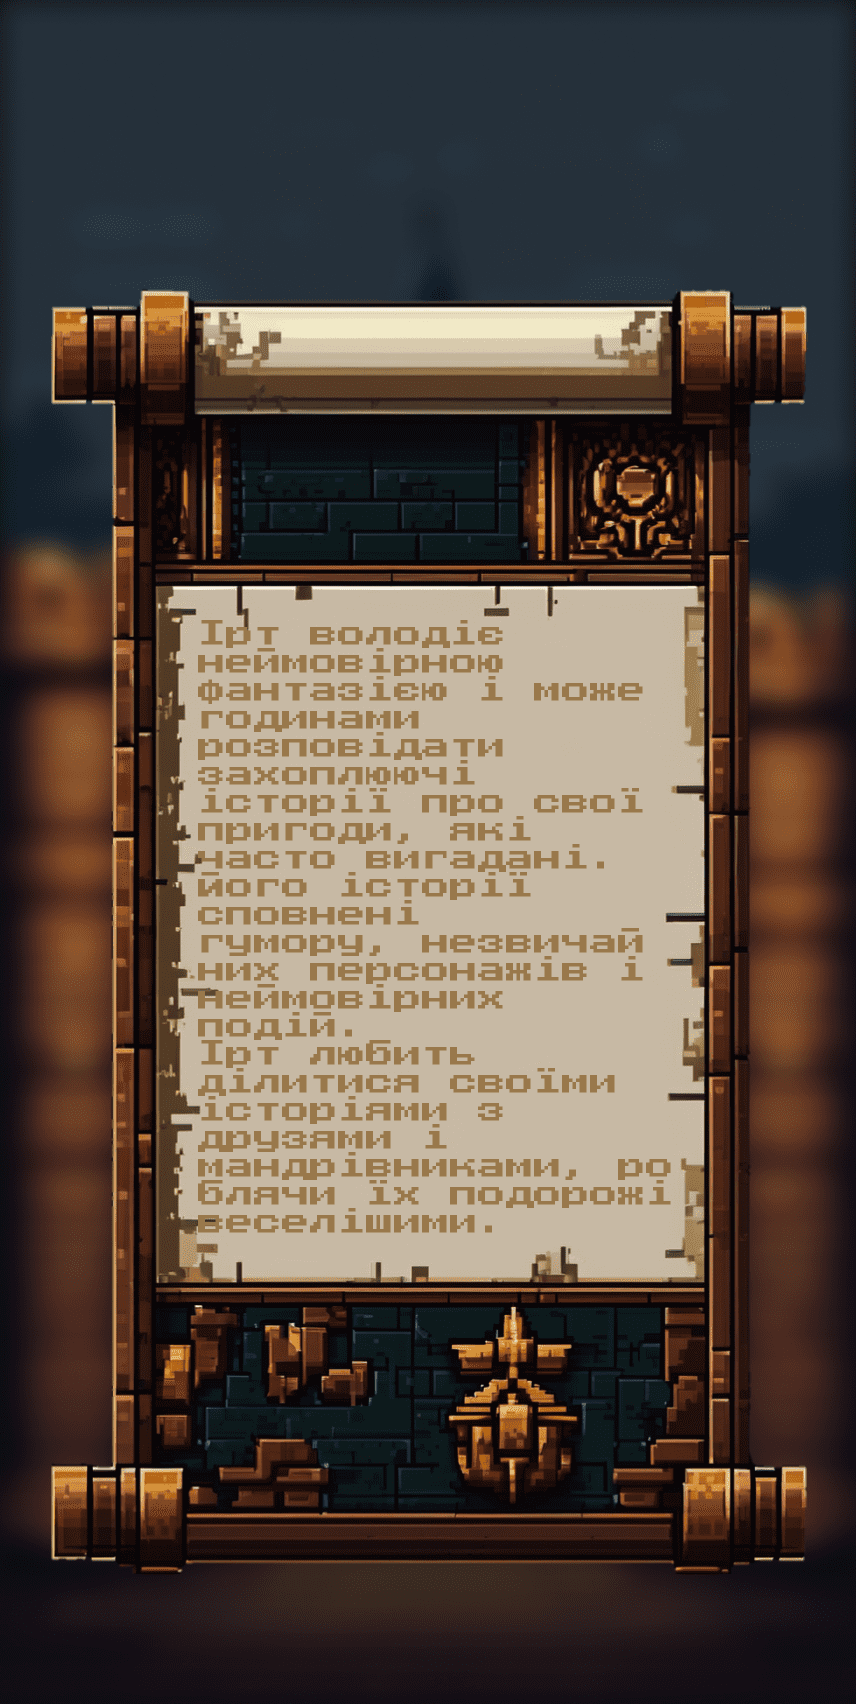 Ірт володіє
неймовірною
фантазією і може
годинами
розповідати
захоплюючі
історії про свої
пригоди, які
часто вигадані.
його історії
сповнені
гумору, незвичай
них персонажів і
неймовірних
подій.
Ірт любить
ділитися своїми
історіями з
друзями і
мандрівниками, ро
блячи їх подорожі
веселішими.